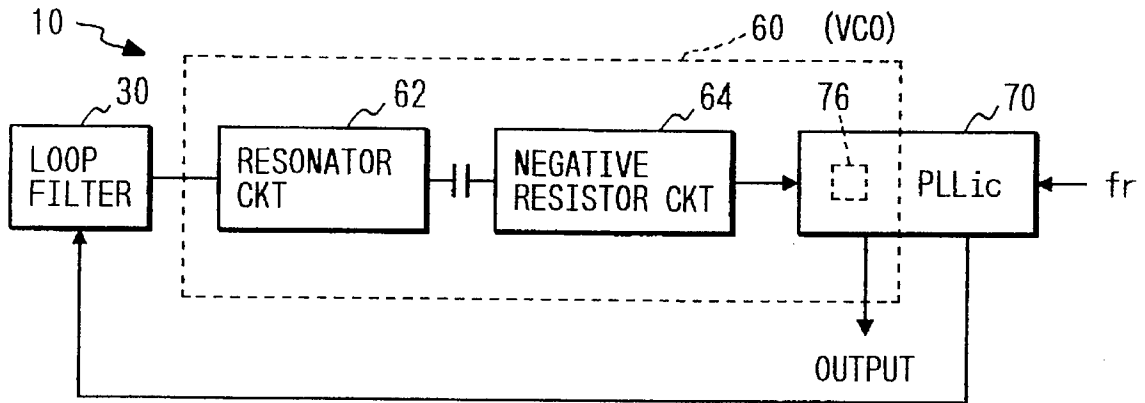 10
60 (VCO)
30
62
64
76
70
LOOP
FILTER
RESONATOR
CKT
NEGATIVE
RESISTOR CKT
PLLic
fr
OUTPUT